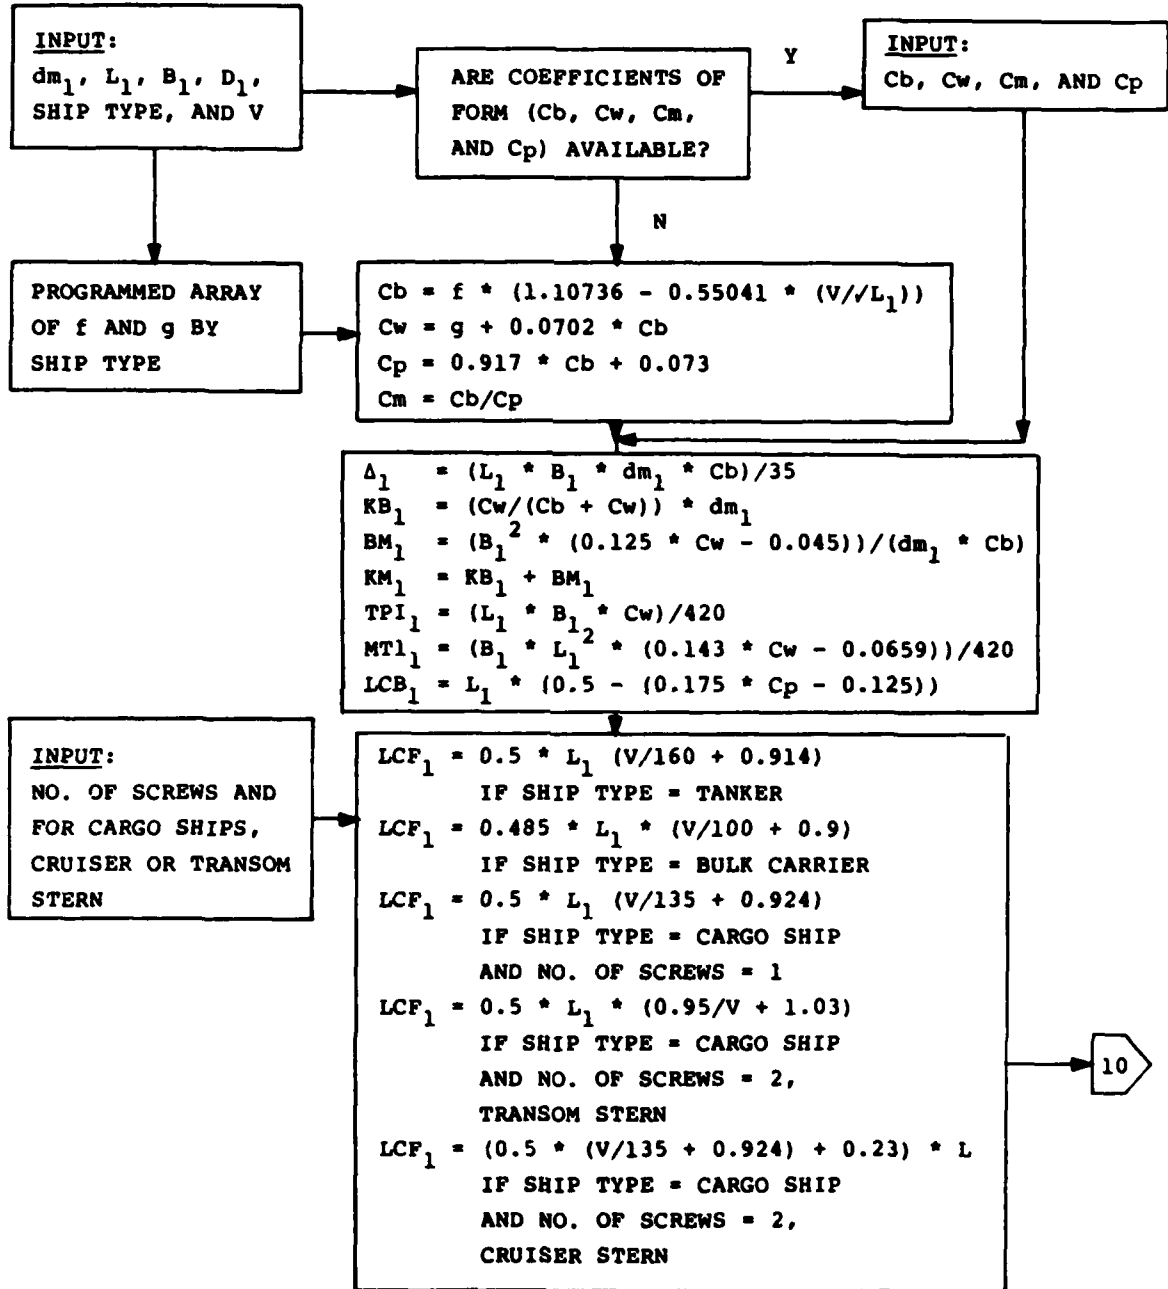 INPUT:
dm₁, L₁, B₁, D₁,
SHIP TYPE, AND V
ARE COEFFICIENTS OF
FORM (Cb, Cw, Cm,
AND Cp) AVAILABLE?
Y
INPUT:
Cb, Cw, Cm, AND Cp
N
PROGRAMMED ARRAY
OF f AND g BY
SHIP TYPE
Cb = f * (1.10736 - 0.55041 * (V/√L₁))
Cw = g + 0.0702 * Cb
Cp = 0.917 * Cb + 0.073
Cm = Cb/Cp
Δ₁ = (L₁ * B₁ * dm₁ * Cb)/35
KB₁ = (Cw/(Cb + Cw)) * dm₁
BM₁ = (B₁² * (0.125 * Cw - 0.045))/(dm₁ * Cb)
KM₁ = KB₁ + BM₁
TPI₁ = (L₁ * B₁ * Cw)/420
MT1₁ = (B₁ * L₁² * (0.143 * Cw - 0.0659))/420
LCB₁ = L₁ * (0.5 - (0.175 * Cp - 0.125))
INPUT:
NO. OF SCREWS AND
FOR CARGO SHIPS,
CRUISER OR TRANSOM
STERN
LCF₁ = 0.5 * L₁ (V/160 + 0.914)
IF SHIP TYPE = TANKER
LCF₁ = 0.485 * L₁ * (V/100 + 0.9)
IF SHIP TYPE = BULK CARRIER
LCF₁ = 0.5 * L₁ (V/135 + 0.924)
IF SHIP TYPE = CARGO SHIP
AND NO. OF SCREWS = 1
LCF₁ = 0.5 * L₁ * (0.95/V + 1.03)
IF SHIP TYPE = CARGO SHIP
AND NO. OF SCREWS = 2,
TRANSOM STERN
LCF₁ = (0.5 * (V/135 + 0.924) + 0.23) * L
IF SHIP TYPE = CARGO SHIP
AND NO. OF SCREWS = 2,
CRUISER STERN
10